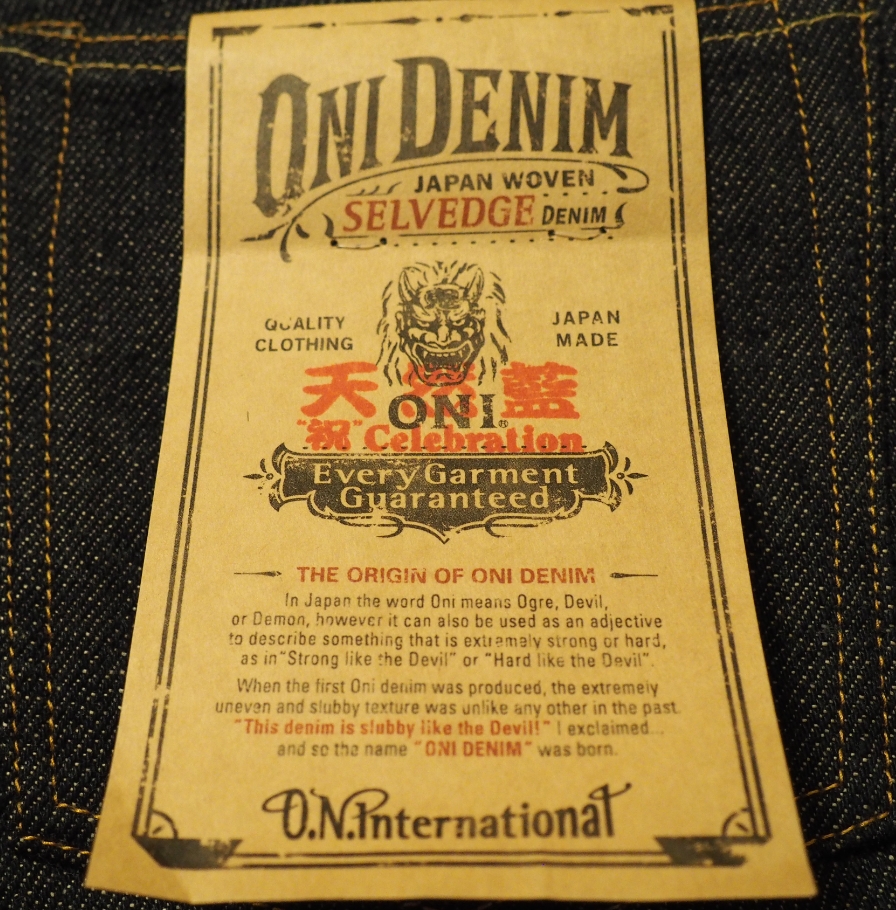 ONI DENIM
JAPAN WOVEN
SELVEDGE DENIM
QUALITY CLOTHING
JAPAN MADE
天然藍
ONI.
"祝" Celebration
Every Garment
Guaranteed
THE ORIGIN OF ONI DENIM
In Japan the word Oni means Ogre, Devil,
or Demon, however it can also be used as an adjective
to describe something that is extremely strong or hard,
as in "Strong like the Devil" or "Hard like the Devil".
When the first Oni denim was produced, the extremely
uneven and slubby texture was unlike any other in the past.
"This denim is slubby like the Devil!" I exclaimed...
and so the name "ONI DENIM" was born.
O.N.International